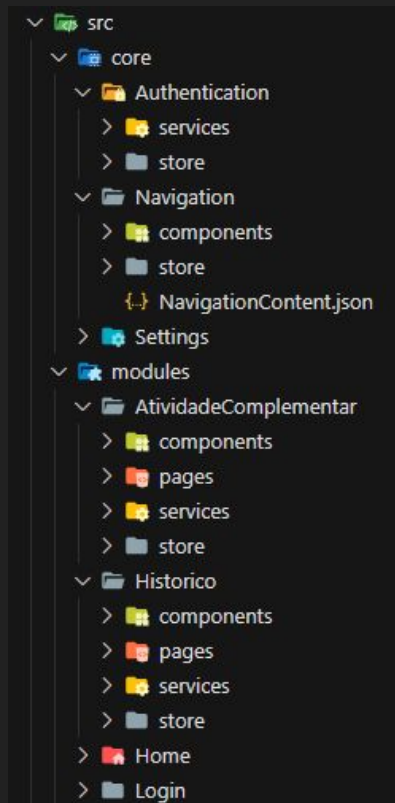 src
core
Authentication
services
store
Navigation
components
store
{..} NavigationContent.json
Settings
modules
AtividadeComplementar
components
pages
services
store
Historico
components
pages
services
store
Home
Login